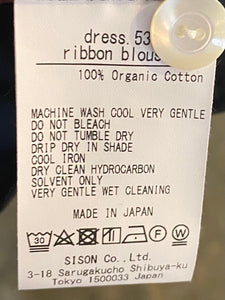 dress.53
ribbon blous
100% Organic Cotton
MACHINE WASH COOL VERY GENTLE
DO NOT BLEACH
DO NOT TUMBLE DRY
DRIP DRY IN SHADE
COOL IRON
DRY CLEAN HYDROCARBON
SOLVENT ONLY
VERY GENTLE WET CLEANING
MADE IN JAPAN
30 F W
SISON Co.,Ltd.
3-18 Sarugakucho Shibuya-ku
Tokyo 1500033 Japan